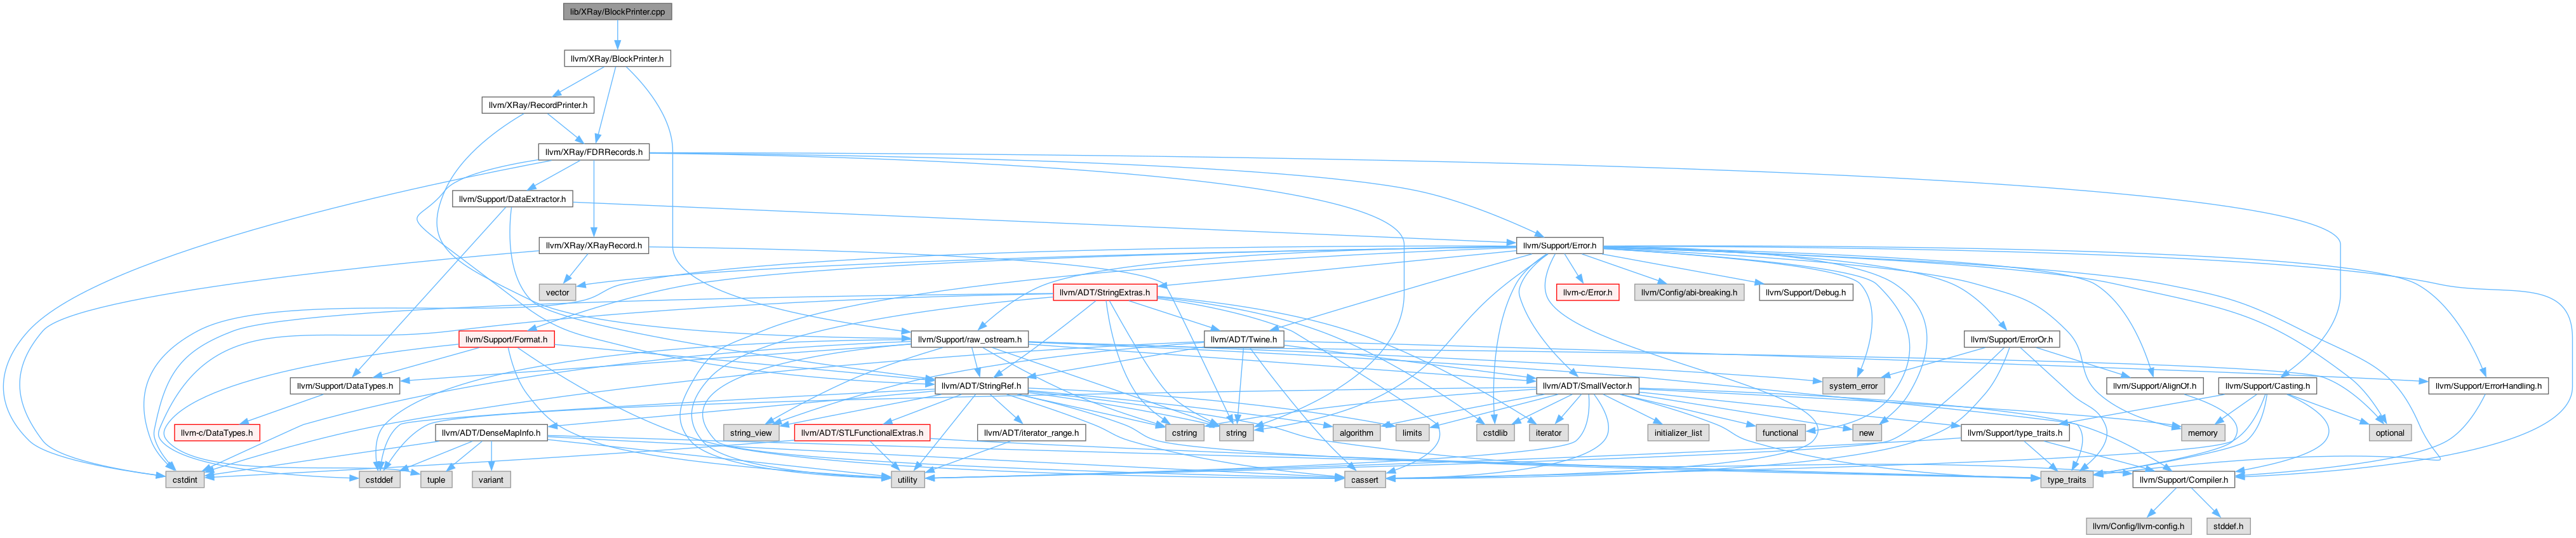 lib/XRay/BlockPrinter.cpp
llvm/XRay/BlockPrinter.h
llvm/XRay/RecordPrinter.h
llvm/XRay/FDRRecords.h
llvm/Support/DataExtractor.h
llvm/XRay/XRayRecord.h
llvm/Support/Error.h
vector
llvm/ADT/StringExtras.h
llvm-c/Error.h
llvm/Config/abi-breaking.h
llvm/Support/Debug.h
llvm/Support/Format.h
llvm/Support/raw_ostream.h
llvm/ADT/Twine.h
llvm/Support/ErrorOr.h
llvm/Support/DataTypes.h
llvm/ADT/StringRef.h
llvm/ADT/SmallVector.h
system_error
llvm/Support/AlignOf.h
llvm/Support/Casting.h
llvm/Support/ErrorHandling.h
llvm-c/DataTypes.h
llvm/ADT/DenseMapInfo.h
string_view
llvm/ADT/STLFunctionalExtras.h
llvm/ADT/iterator_range.h
cstring
string
algorithm
limits
cstdlib
iterator
initializer_list
functional
new
llvm/Support/type_traits.h
memory
optional
cstdint
cstddef
tuple
variant
utility
cassert
type_traits
llvm/Support/Compiler.h
llvm/Config/llvm-config.h
stddef.h